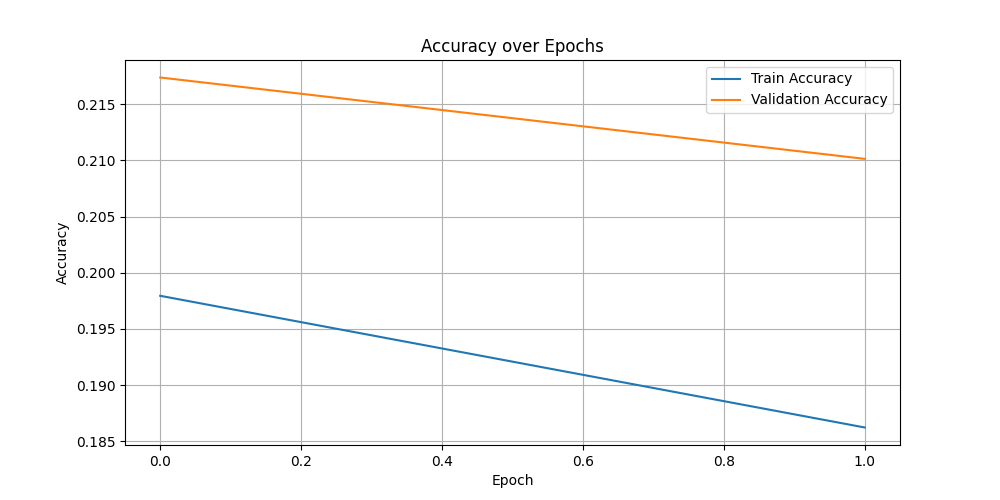 Accuracy over Epochs
Train Accuracy
Validation Accuracy
0.215
0.210
0.205
0.200
0.195
0.190
0.185
Accuracy
0.0 0.2 0.4 0.6 0.8 1.0
Epoch